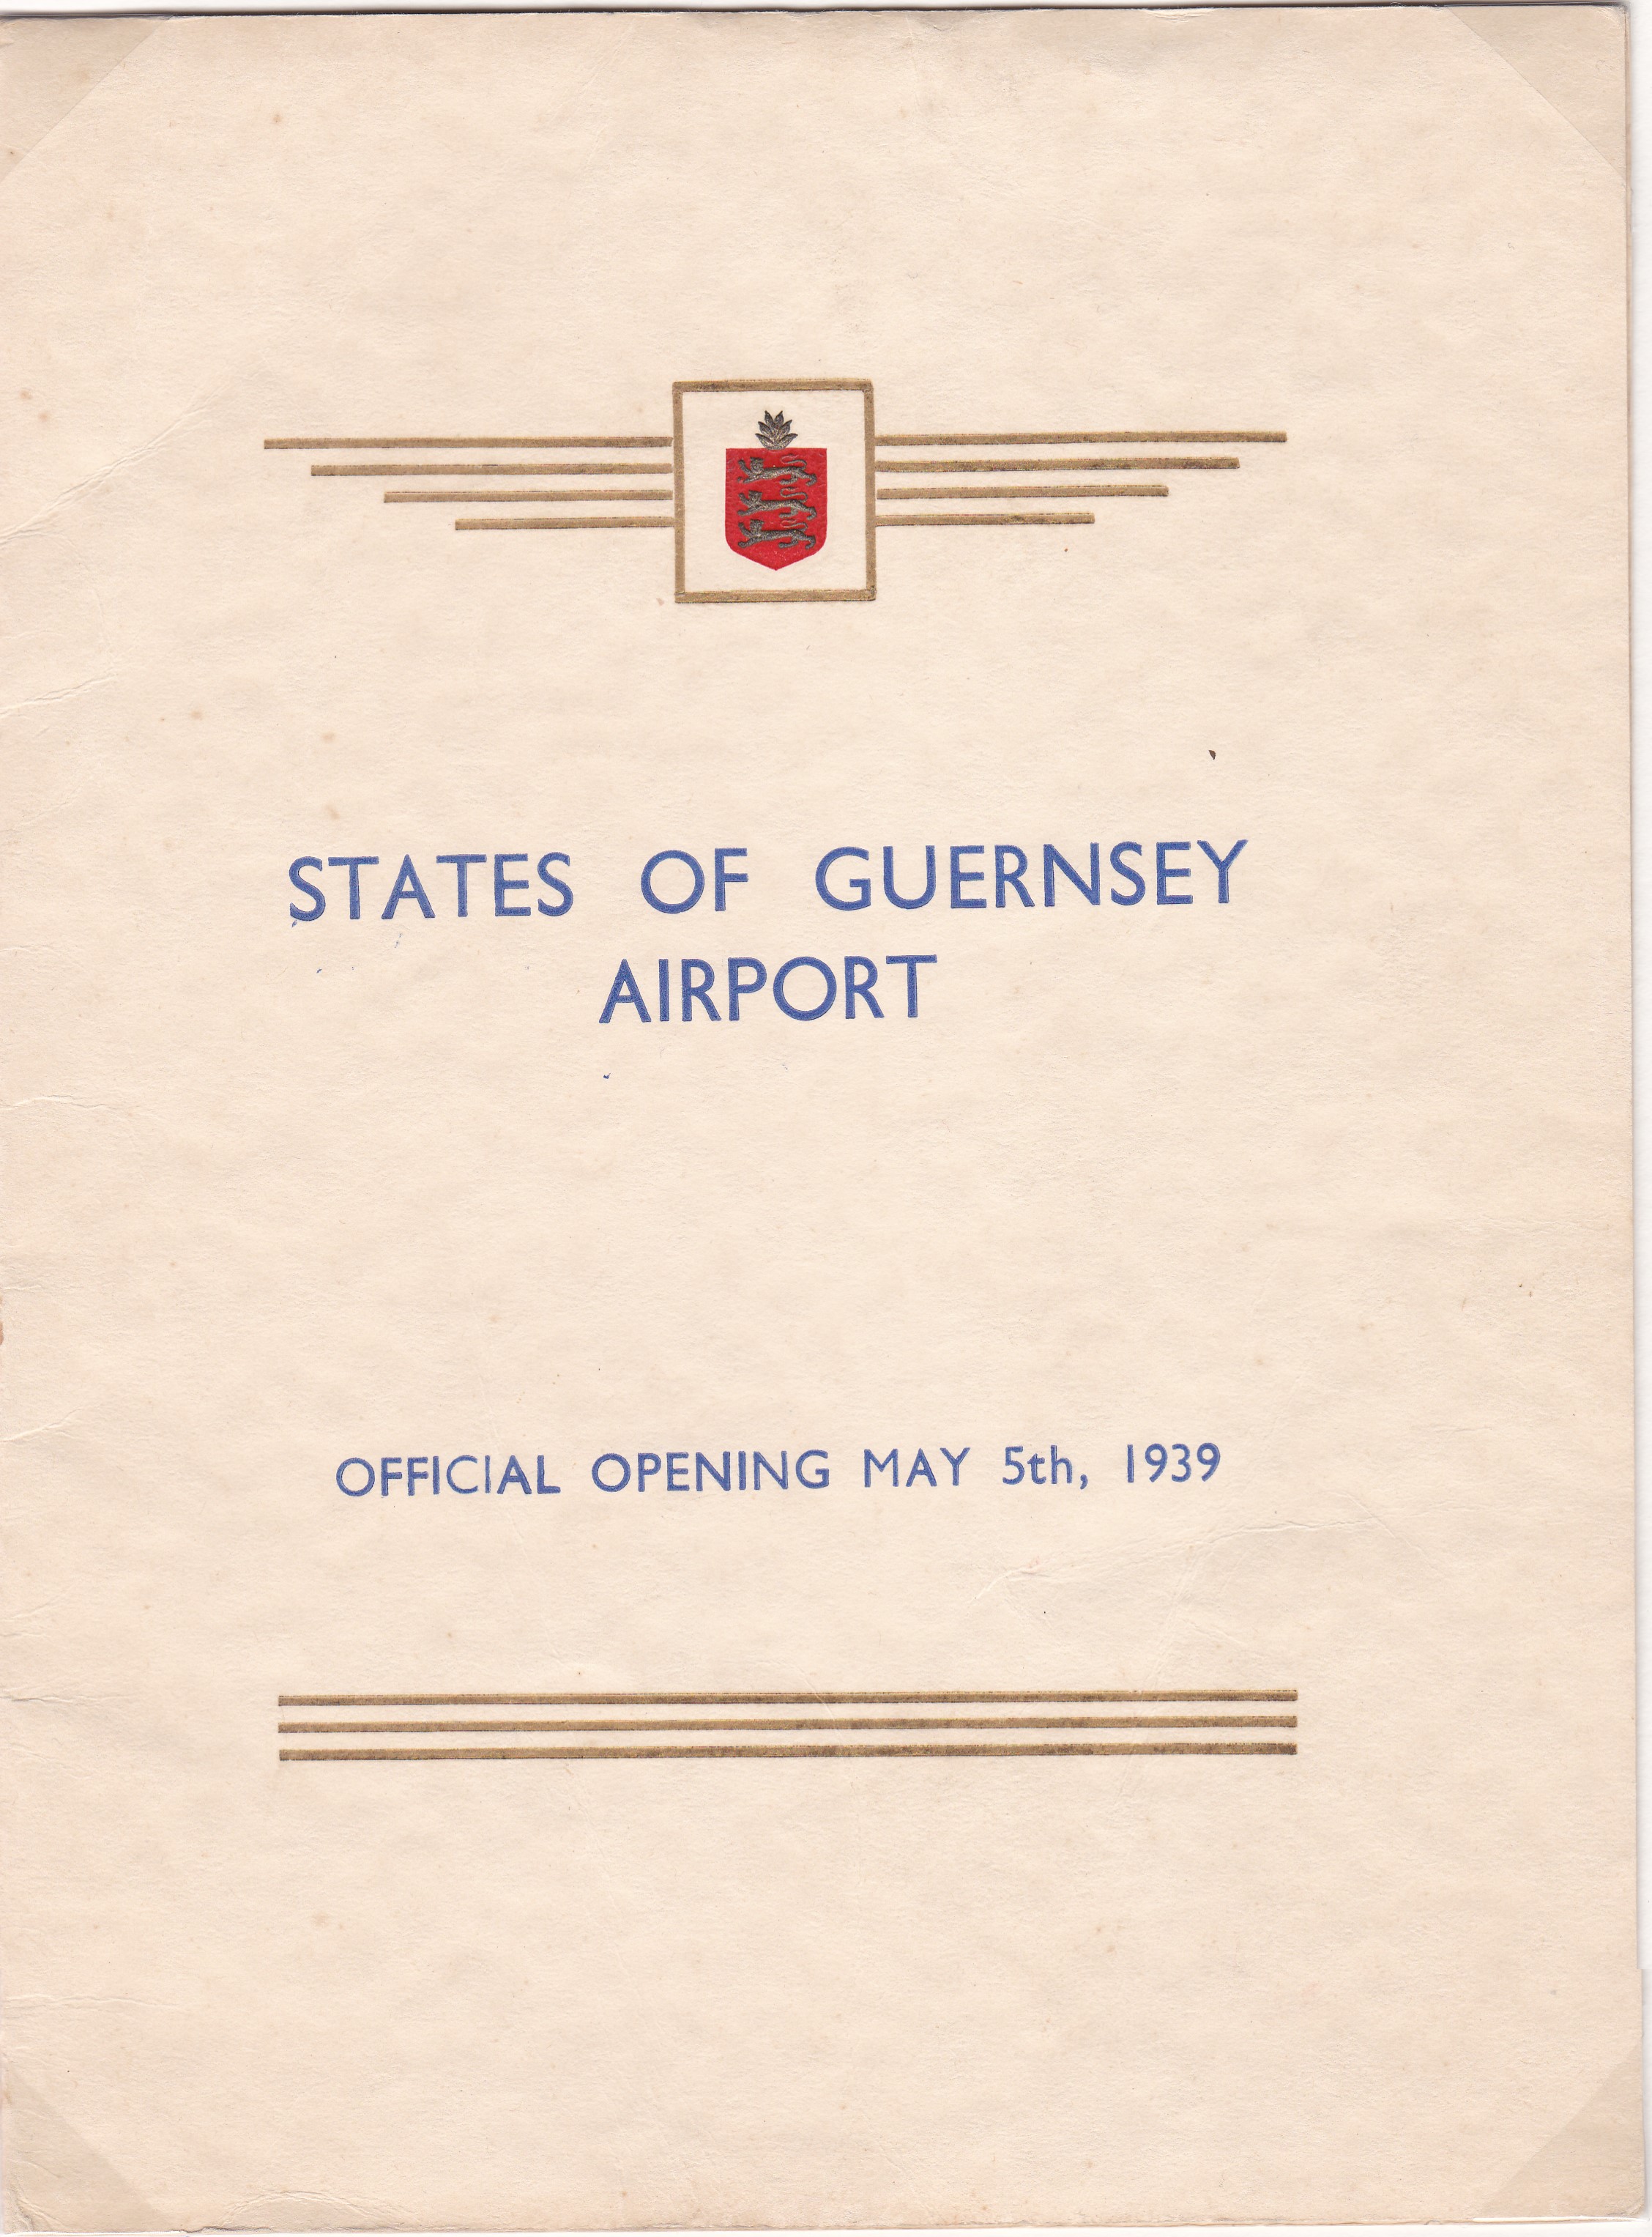 STATES OF GUERNSEY
AIRPORT
OFFICIAL OPENING MAY 5th, 1939